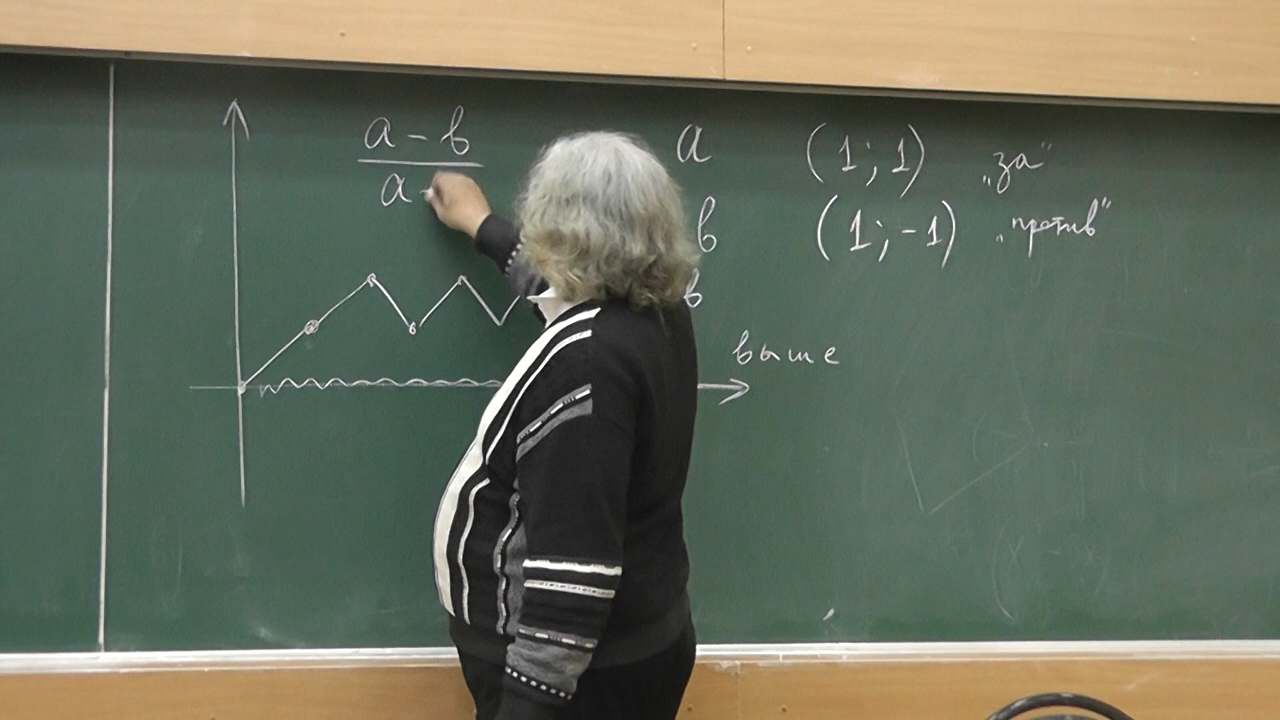 a - b
a -
a (1; 1) „за“
b (1; -1) „против“
b
выше